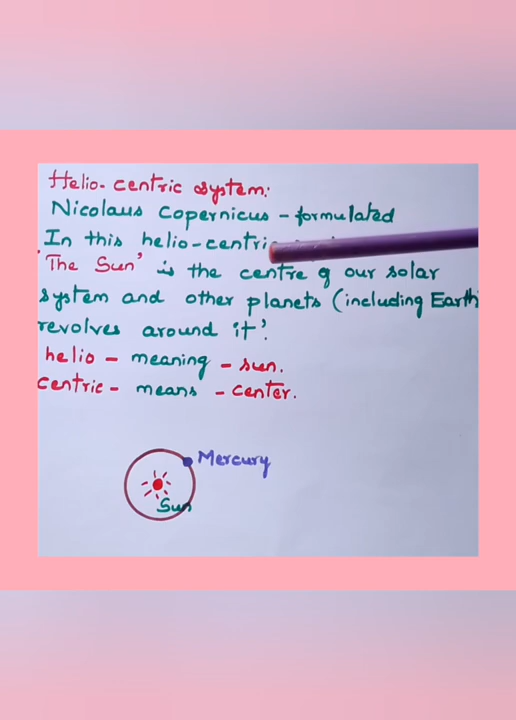 Helio-centric system:
Nicolaus Copernicus - formulated
In this helio-centric
'The Sun' is the centre of our solar
system and other planets (including Earth
revolves around it'.
helio - meaning - sun.
centric - means - center.
Mercury
Sun